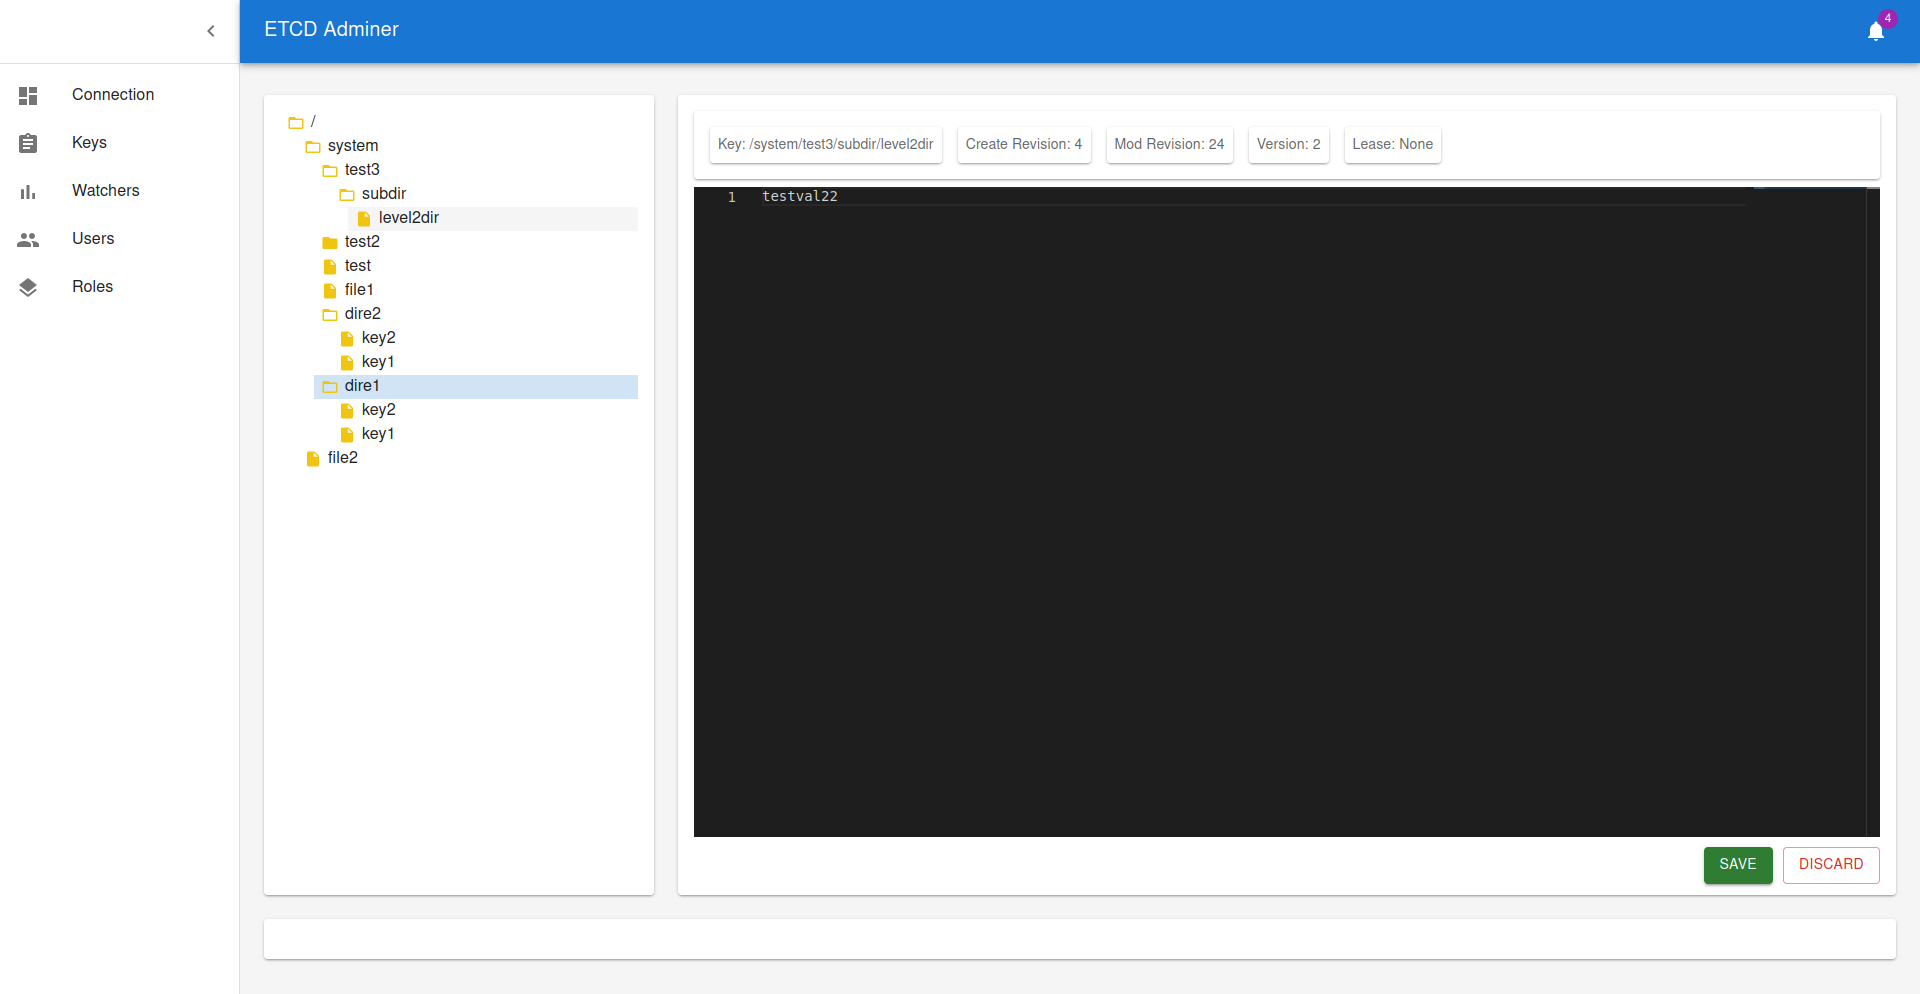 ETCD Adminer
4
Connection
Keys
Watchers
Users
Roles
/
system
test3
subdir
level2dir
test2
test
file1
dire2
key2
key1
dire1
key2
key1
file2
Key: /system/test3/subdir/level2dir Create Revision: 4 Mod Revision: 24 Version: 2 Lease: None
1 testval22
SAVE DISCARD